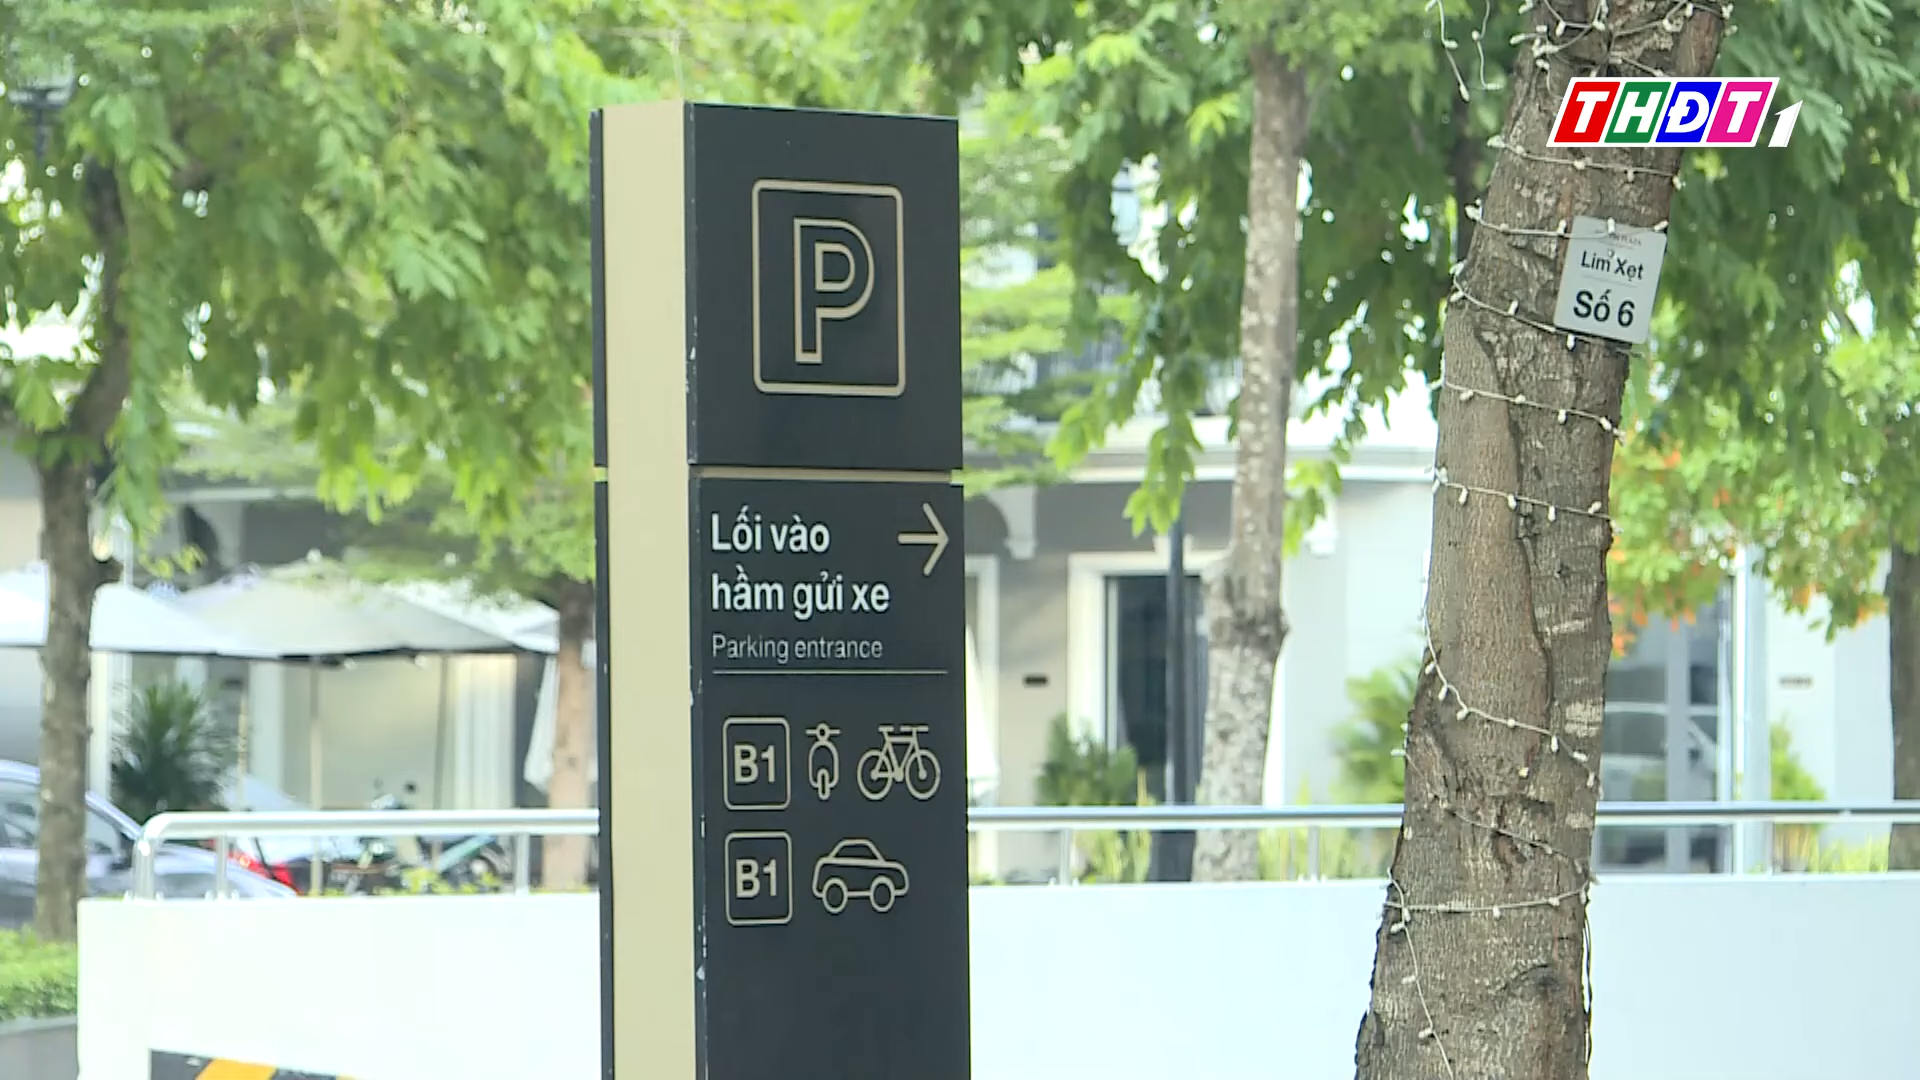 THĐT1
P
Lim Xẹt
Số 6
Lối vào
hầm gửi xe
Parking entrance
B1
B1